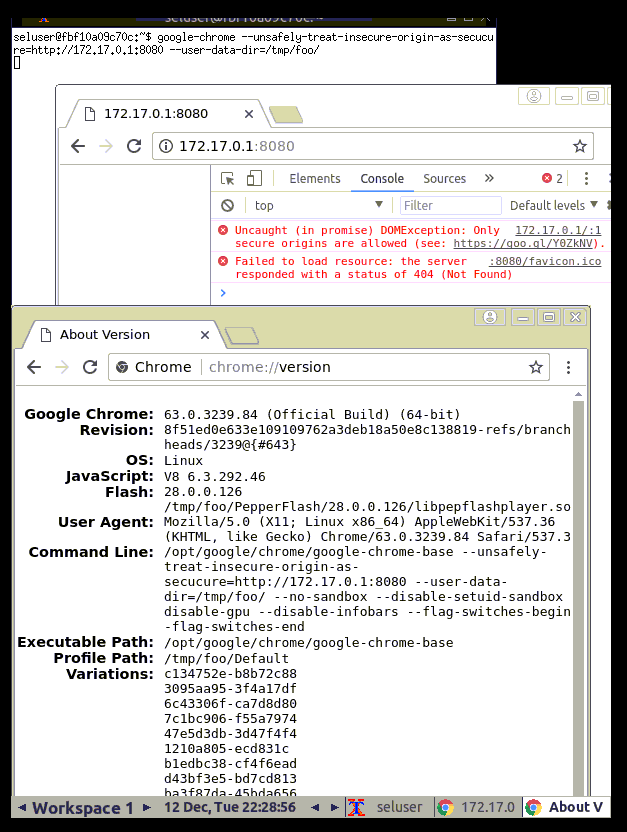 seluser@fbf10a09c70c:~
seluser@fbf10a09c70c:~$ google-chrome --unsafely-treat-insecure-origin-as-secucu
re=http://172.17.0.1:8080 --user-data-dir=/tmp/foo/
172.17.0.1:8080
172.17.0.1:8080
Elements Console Sources » 2
top Filter Default levels
Uncaught (in promise) DOMException: Only 172.17.0.1/:1
secure origins are allowed (see: https://goo.gl/Y0ZkNV).
Failed to load resource: the server :8080/favicon.ico
responded with a status of 404 (Not Found)
About Version
Chrome chrome://version
Google Chrome: 63.0.3239.84 (Official Build) (64-bit)
Revision: 8f51ed0e633e109109762a3deb18a50e8c138819-refs/branch
heads/3239@{#643}
OS: Linux
JavaScript: V8 6.3.292.46
Flash: 28.0.0.126
/tmp/foo/PepperFlash/28.0.0.126/libpepflashplayer.so
User Agent: Mozilla/5.0 (X11; Linux x86_64) AppleWebKit/537.36
(KHTML, like Gecko) Chrome/63.0.3239.84 Safari/537.3
Command Line: /opt/google/chrome/google-chrome-base --unsafely-
treat-insecure-origin-as-
secucure=http://172.17.0.1:8080 --user-data-
dir=/tmp/foo/ --no-sandbox --disable-setuid-sandbox
disable-gpu --disable-infobars --flag-switches-begin
-flag-switches-end
Executable Path: /opt/google/chrome/google-chrome-base
Profile Path: /tmp/foo/Default
Variations: c134752e-b8b72c88
3095aa95-3f4a17df
6c43306f-ca7d8d80
7c1bc906-f55a7974
47e5d3db-3d47f4f4
1210a805-ecd831c
b1edbc38-cf4f6ead
d43bf3e5-bd7cd813
ba3f87da-45bda656
Workspace 1 12 Dec, Tue 22:28:56 seluser 172.17.0 About V